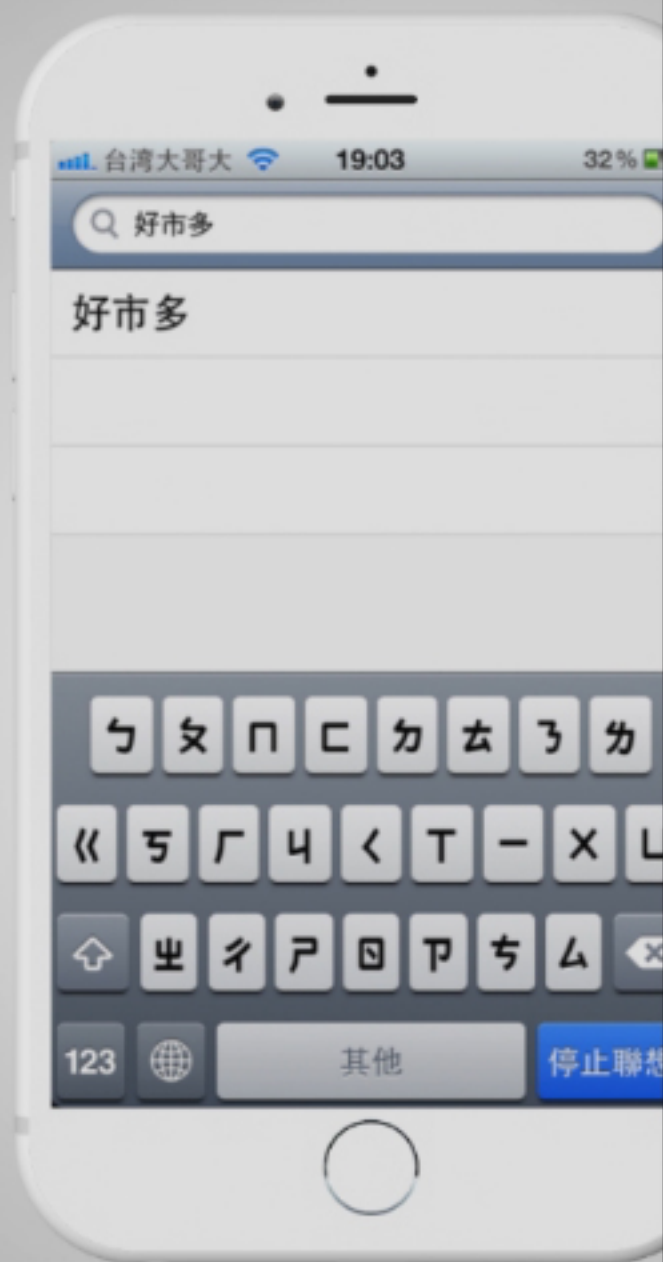 台湾大哥大 19:03 32%
好市多
好市多
ㄅ ㄆ ㄇ ㄈ ㄉ ㄊ ㄋ ㄌ
ㄍ ㄎ ㄏ ㄐ ㄑ ㄒ ㄧ ㄨ ㄩ
ㄓ ㄔ ㄕ ㄖ ㄗ ㄘ ㄙ
123 其他 停止聯想